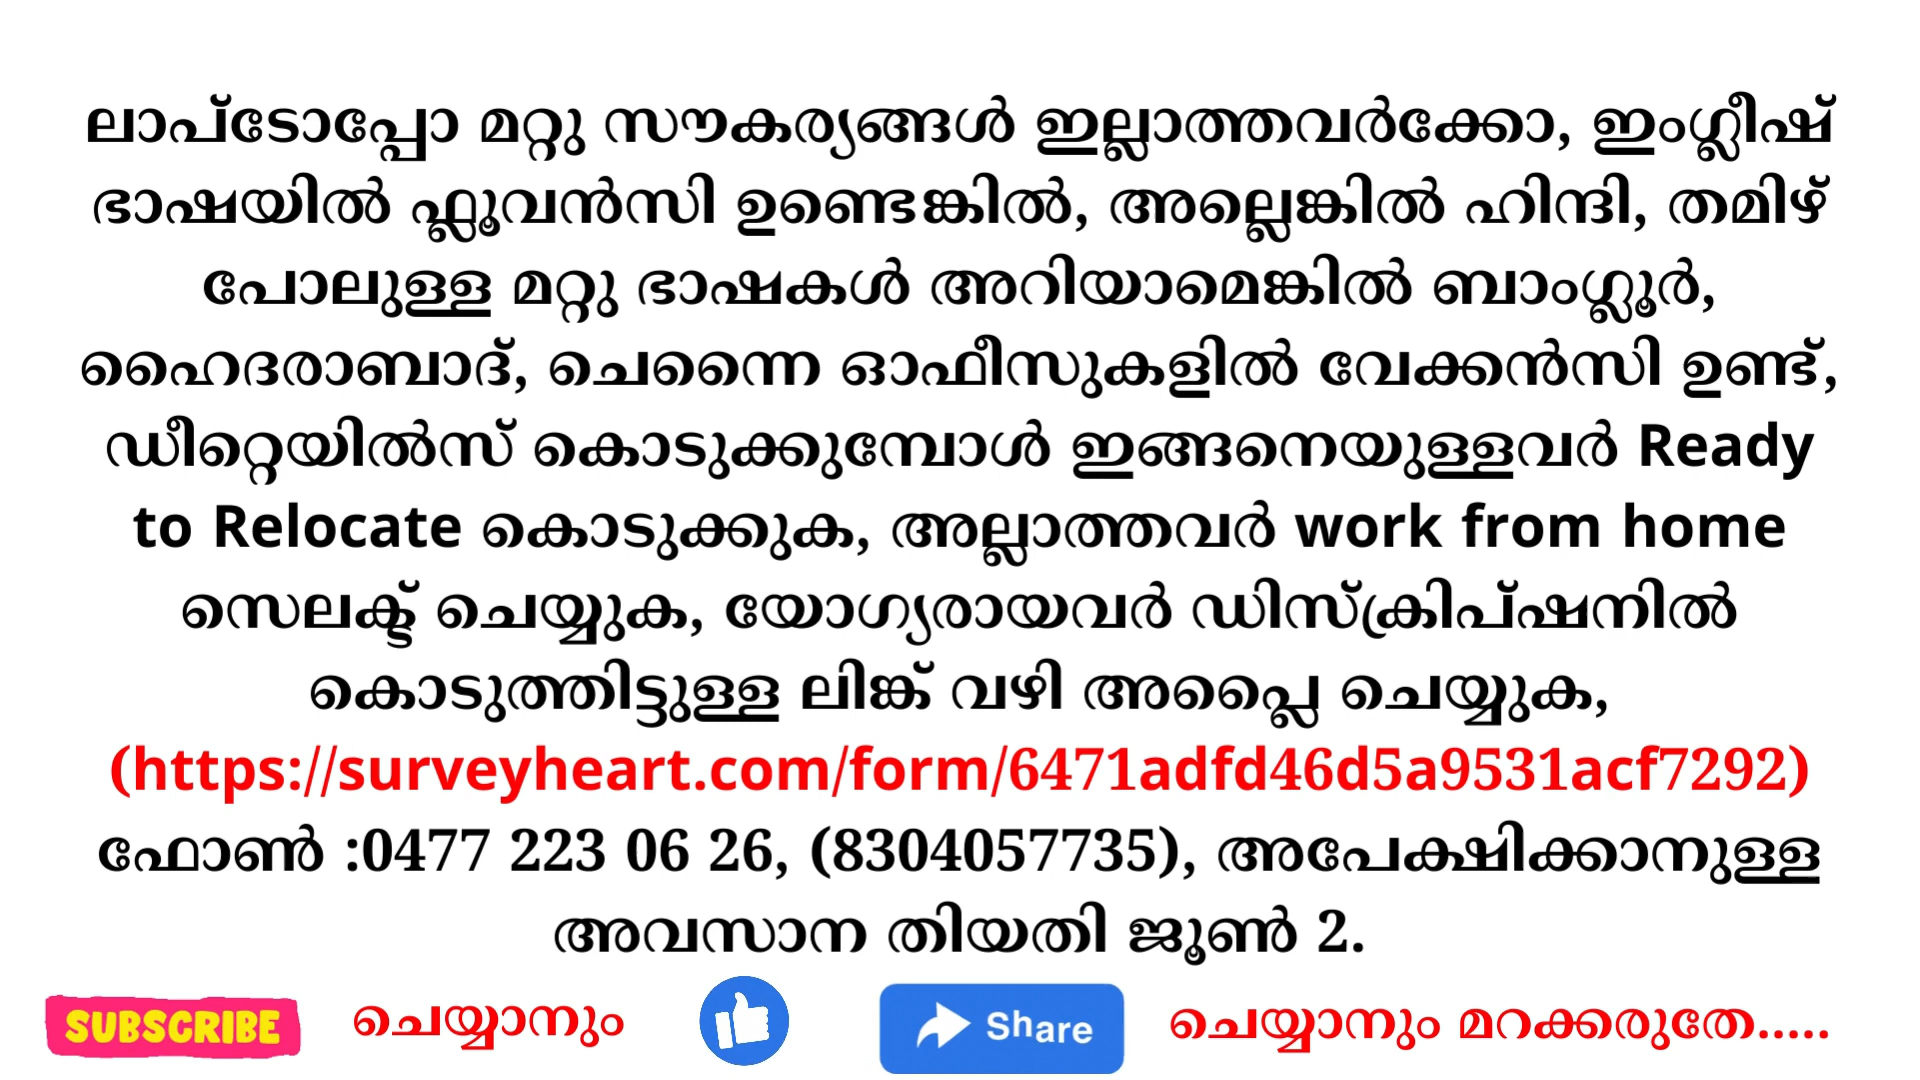 ലാപ്ടോപ്പോ മറ്റു സൗകര്യങ്ങൾ ഇല്ലാത്തവർക്കോ, ഇംഗ്ലീഷ്
ഭാഷയിൽ ഫ്ലൂവൻസി ഉണ്ടെങ്കിൽ, അല്ലെങ്കിൽ ഹിന്ദി, തമിഴ്
പോലുള്ള മറ്റു ഭാഷകൾ അറിയാമെങ്കിൽ ബാംഗ്ലൂർ,
ഹൈദരാബാദ്, ചെന്നൈ ഓഫീസുകളിൽ വേക്കൻസി ഉണ്ട്,
ഡീറ്റെയിൽസ് കൊടുക്കുമ്പോൾ ഇങ്ങനെയുള്ളവർ Ready
to Relocate കൊടുക്കുക, അല്ലാത്തവർ work from home
സെലക്ട് ചെയ്യുക, യോഗ്യരായവർ ഡിസ്ക്രിപ്ഷനിൽ
കൊടുത്തിട്ടുള്ള ലിങ്ക് വഴി അപ്ലൈ ചെയ്യുക,
(https://surveyheart.com/form/6471adfd46d5a9531acf7292)
ഫോൺ :0477 223 06 26, (8304057735), അപേക്ഷിക്കാനുള്ള
അവസാന തിയതി ജൂൺ 2.
SUBSCRIBE ചെയ്യാനും Share ചെയ്യാനും മറക്കരുതേ.....